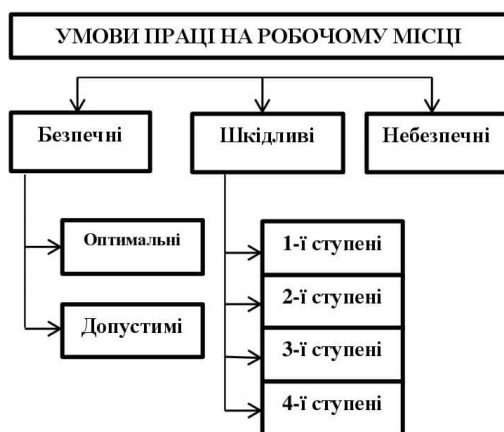 УМОВИ ПРАЦІ НА РОБОЧОМУ МІСЦІ
Безпечні
Шкідливі
Небезпечні
Оптимальні
Допустимі
1-ї ступені
2-ї ступені
3-ї ступені
4-ї ступені